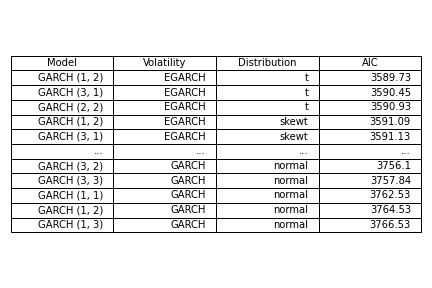 Model Volatility Distribution AIC
GARCH (1, 2) EGARCH t 3589.73
GARCH (3, 1) EGARCH t 3590.45
GARCH (2, 2) EGARCH t 3590.93
GARCH (1, 2) EGARCH skewt 3591.09
GARCH (3, 1) EGARCH skewt 3591.13
... ... ... ...
GARCH (3, 2) GARCH normal 3756.1
GARCH (3, 3) GARCH normal 3757.84
GARCH (1, 1) GARCH normal 3762.53
GARCH (1, 2) GARCH normal 3764.53
GARCH (1, 3) GARCH normal 3766.53